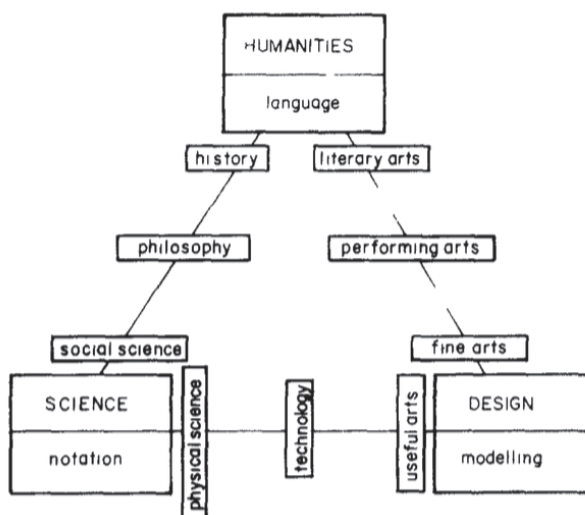 HUMANITIES
language
history
literary arts
philosophy
performing arts
social science
fine arts
SCIENCE
notation
physical science
technology
useful arts
DESIGN
modelling